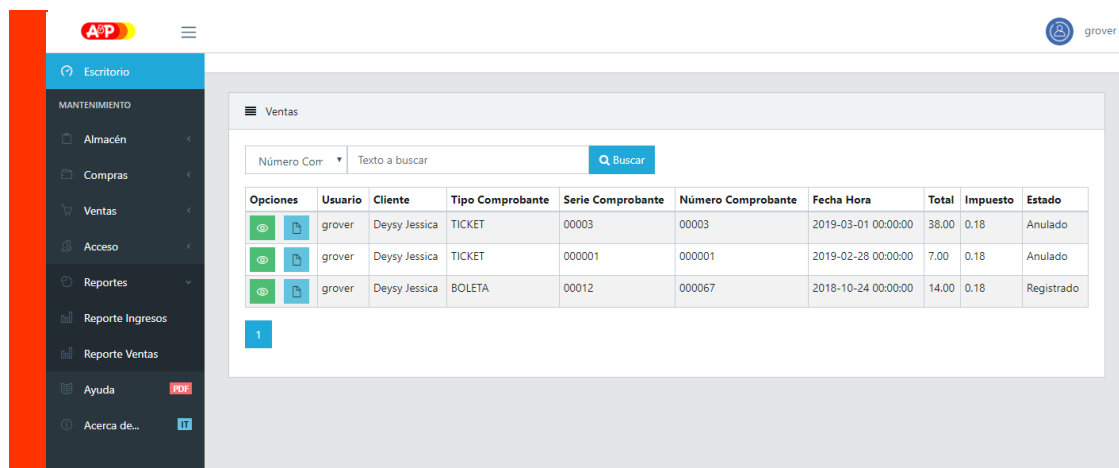 A&P
grover
Escritorio
MANTENIMIENTO
Almacén
Compras
Ventas
Acceso
Reportes
Reporte Ingresos
Reporte Ventas
Ayuda PDF
Acerca de... IT
Ventas
Número Com Texto a buscar Buscar
Opciones Usuario Cliente Tipo Comprobante Serie Comprobante Número Comprobante Fecha Hora Total Impuesto Estado
grover Deysy Jessica TICKET 00003 00003 2019-03-01 00:00:00 38.00 0.18 Anulado
grover Deysy Jessica TICKET 000001 000001 2019-02-28 00:00:00 7.00 0.18 Anulado
grover Deysy Jessica BOLETA 00012 000067 2018-10-24 00:00:00 14.00 0.18 Registrado
1